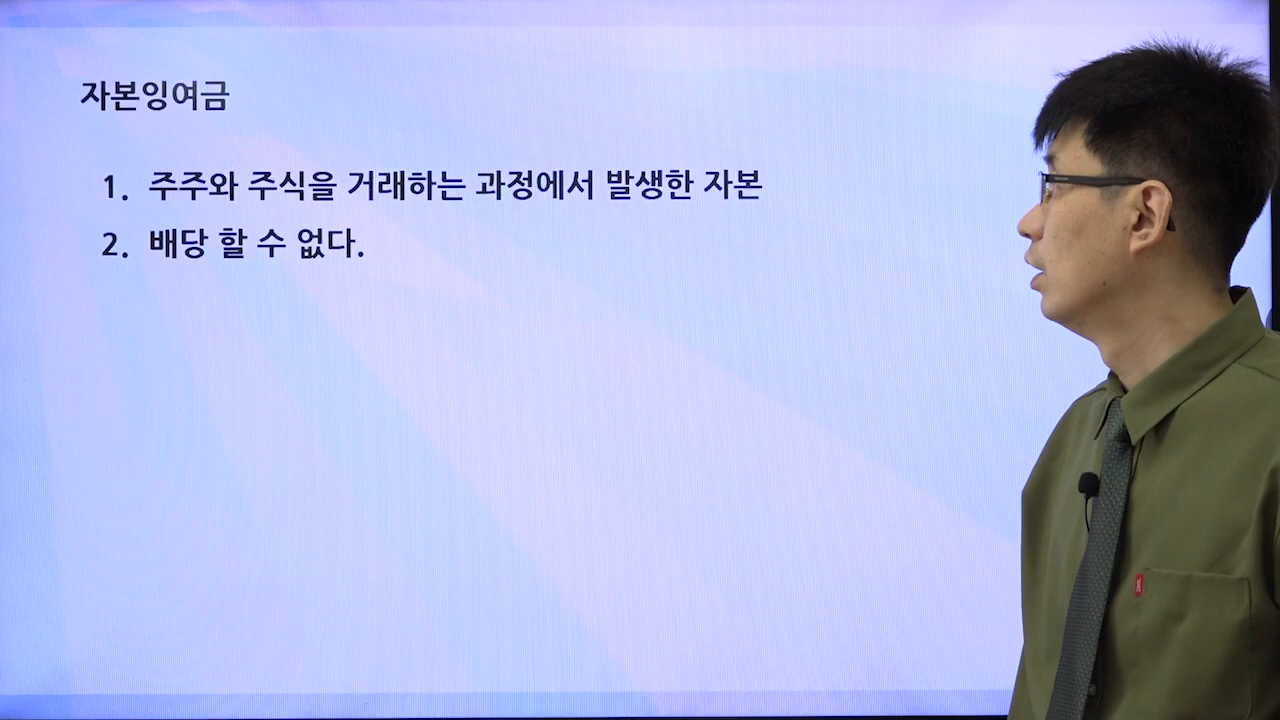 자본잉여금
1. 주주와 주식을 거래하는 과정에서 발생한 자본
2. 배당 할 수 없다.